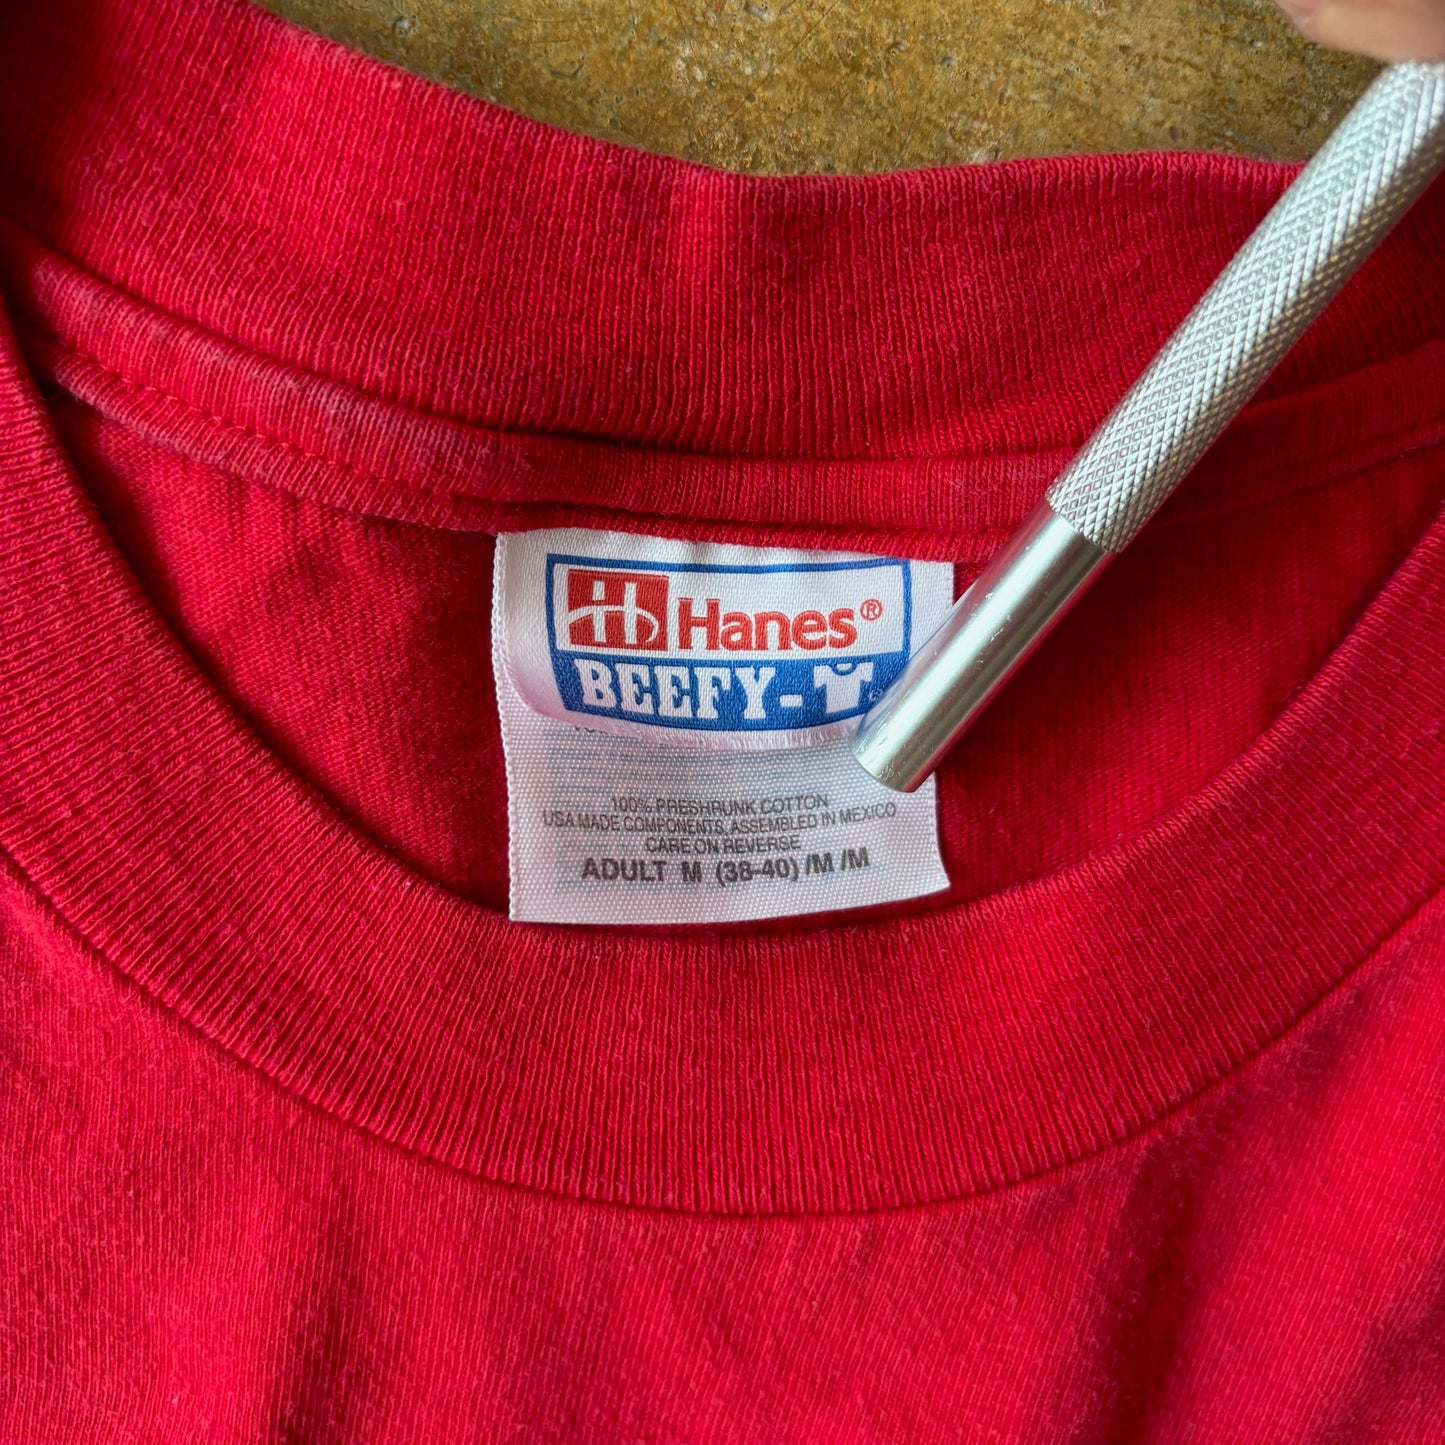 Hanes®
BEEFY-T
100% PRESHRUNK COTTON
USA MADE COMPONENTS, ASSEMBLED IN MEXICO
CARE ON REVERSE
ADULT M (38-40) /M /M